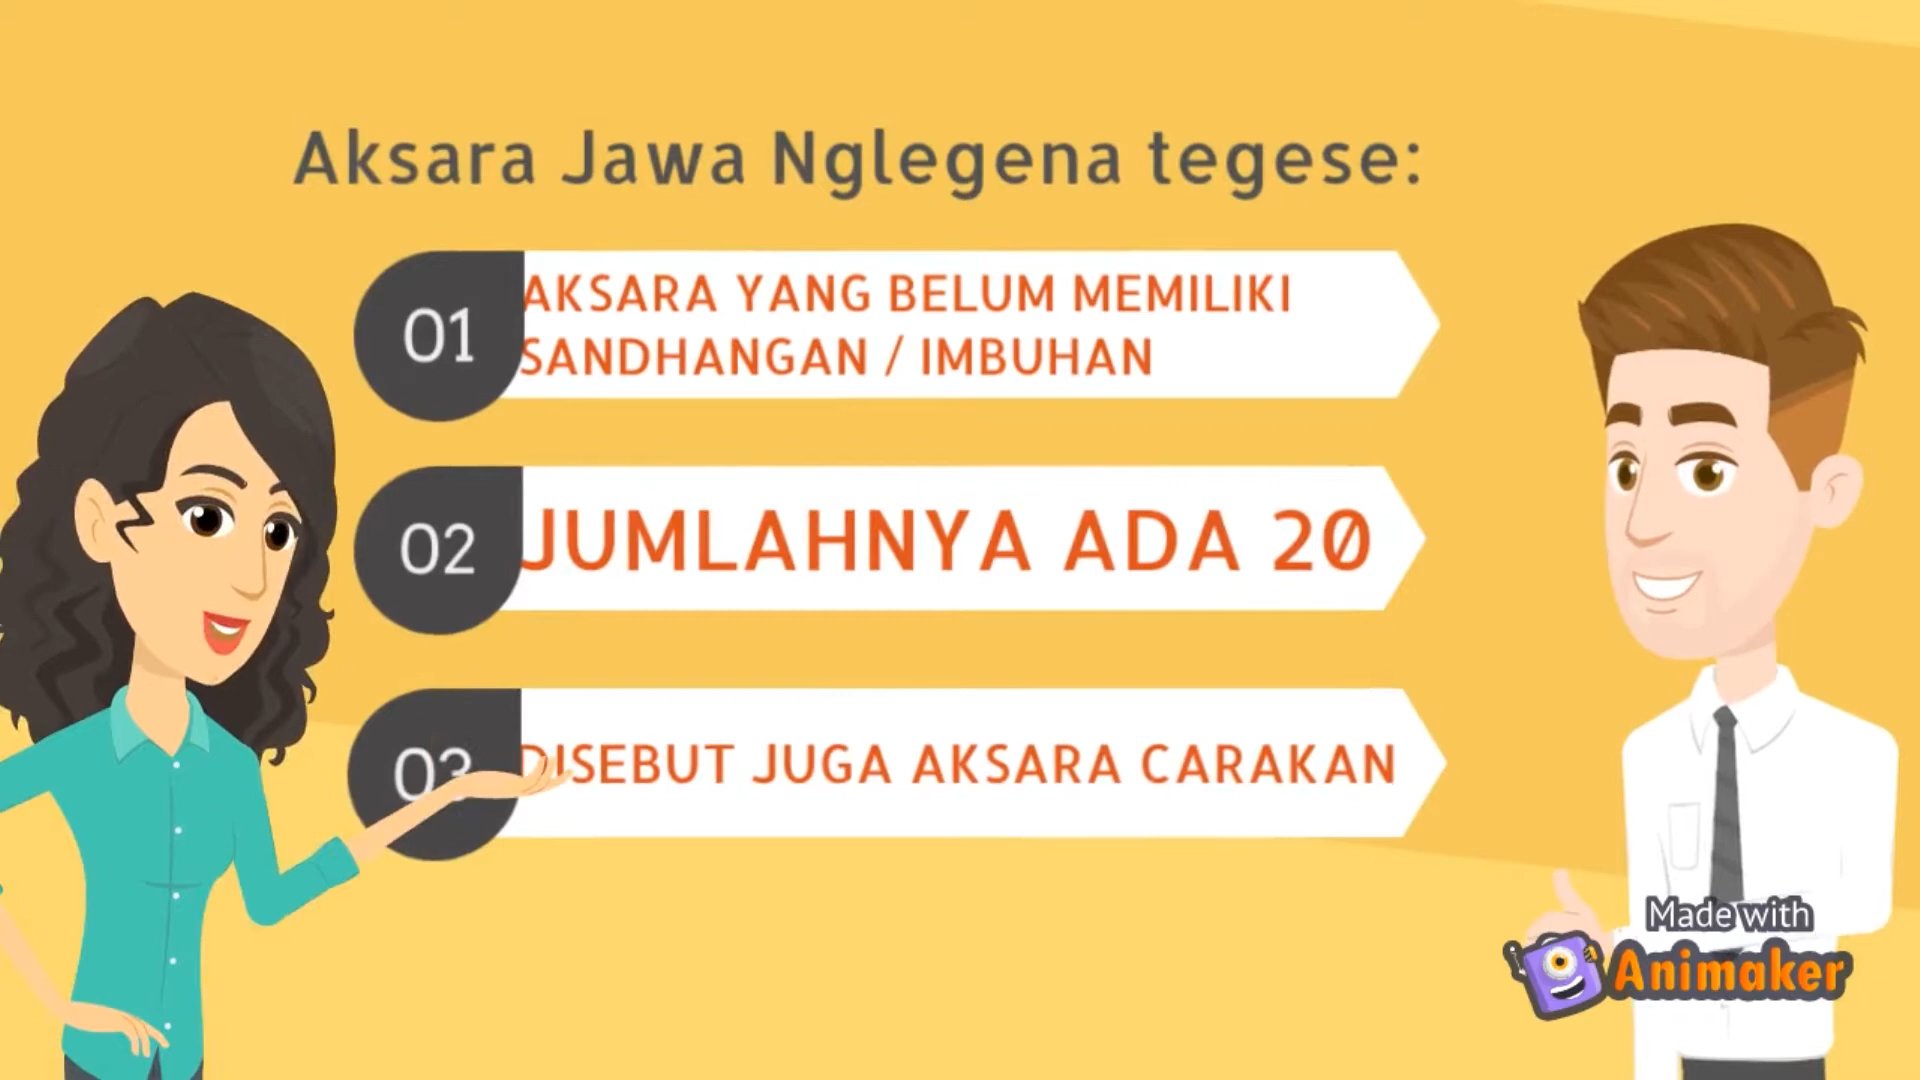 Aksara Jawa Nglegena tegese:
01
AKSARA YANG BELUM MEMILIKI
SANDHANGAN / IMBUHAN
02
JUMLAHNYA ADA 20
03
DISEBUT JUGA AKSARA CARAKAN
Made with
Animaker